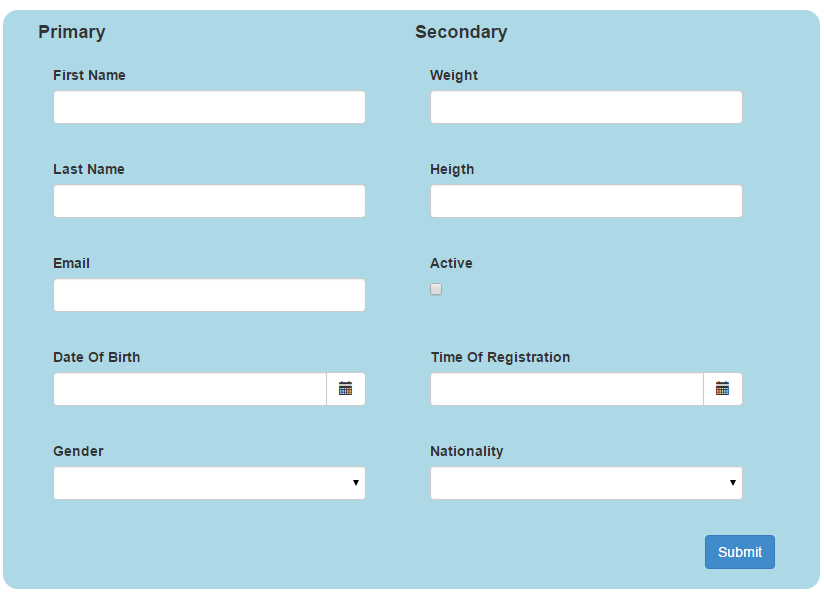 Primary
First Name
Last Name
Email
Date Of Birth
Gender
Secondary
Weight
Heigth
Active
Time Of Registration
Nationality
Submit